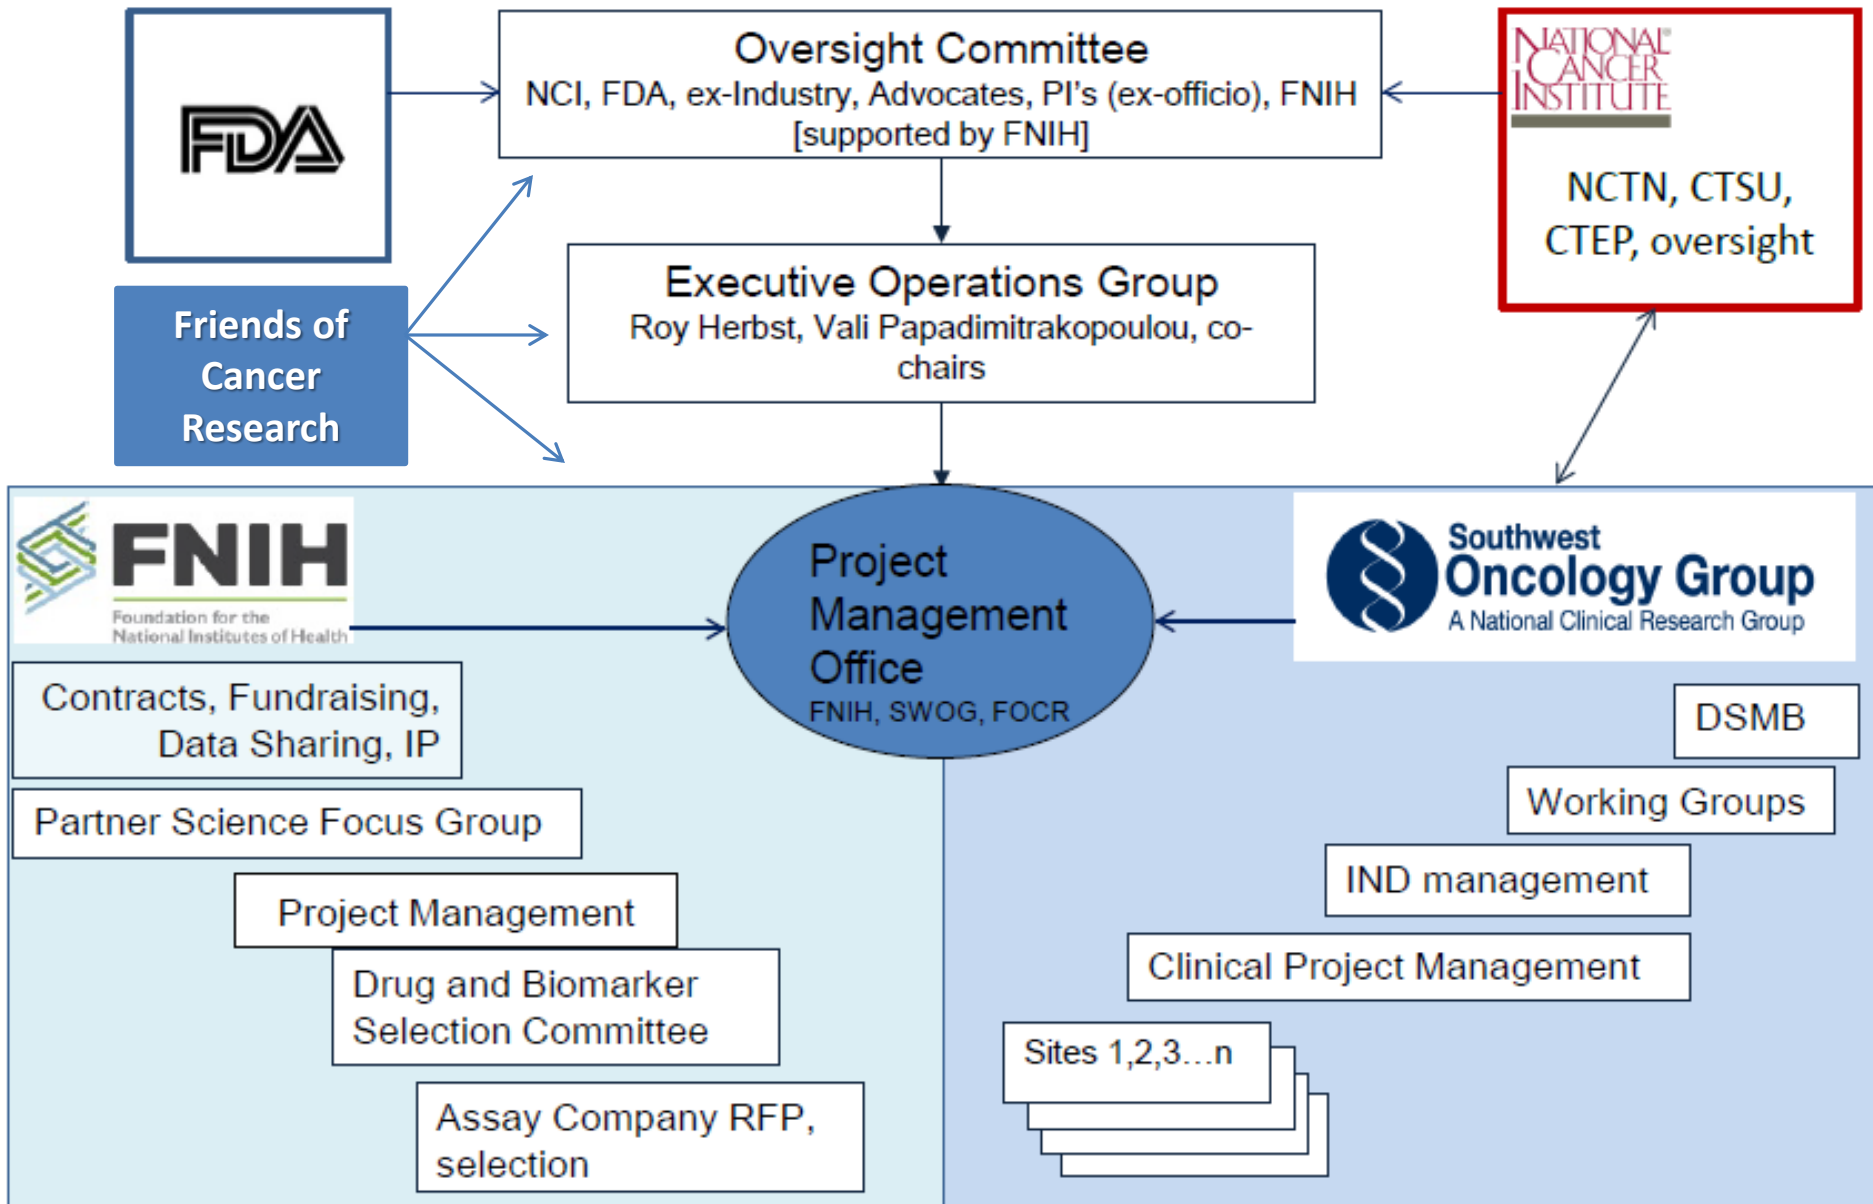 FDA
Oversight Committee
NCI, FDA, ex-Industry, Advocates, PI's (ex-officio), FNIH
[supported by FNIH]
NATIONAL®
CANCER
INSTITUTE
NCTN, CTSU,
CTEP, oversight
Friends of
Cancer
Research
Executive Operations Group
Roy Herbst, Vali Papadimitrakopoulou, co-
chairs
FNIH
Foundation for the
National Institutes of Health
Project
Management
Office
FNIH, SWOG, FOCR
Southwest
Oncology Group
A National Clinical Research Group
Contracts, Fundraising,
Data Sharing, IP
Partner Science Focus Group
Project Management
Drug and Biomarker
Selection Committee
Assay Company RFP,
selection
DSMB
Working Groups
IND management
Clinical Project Management
Sites 1,2,3...n